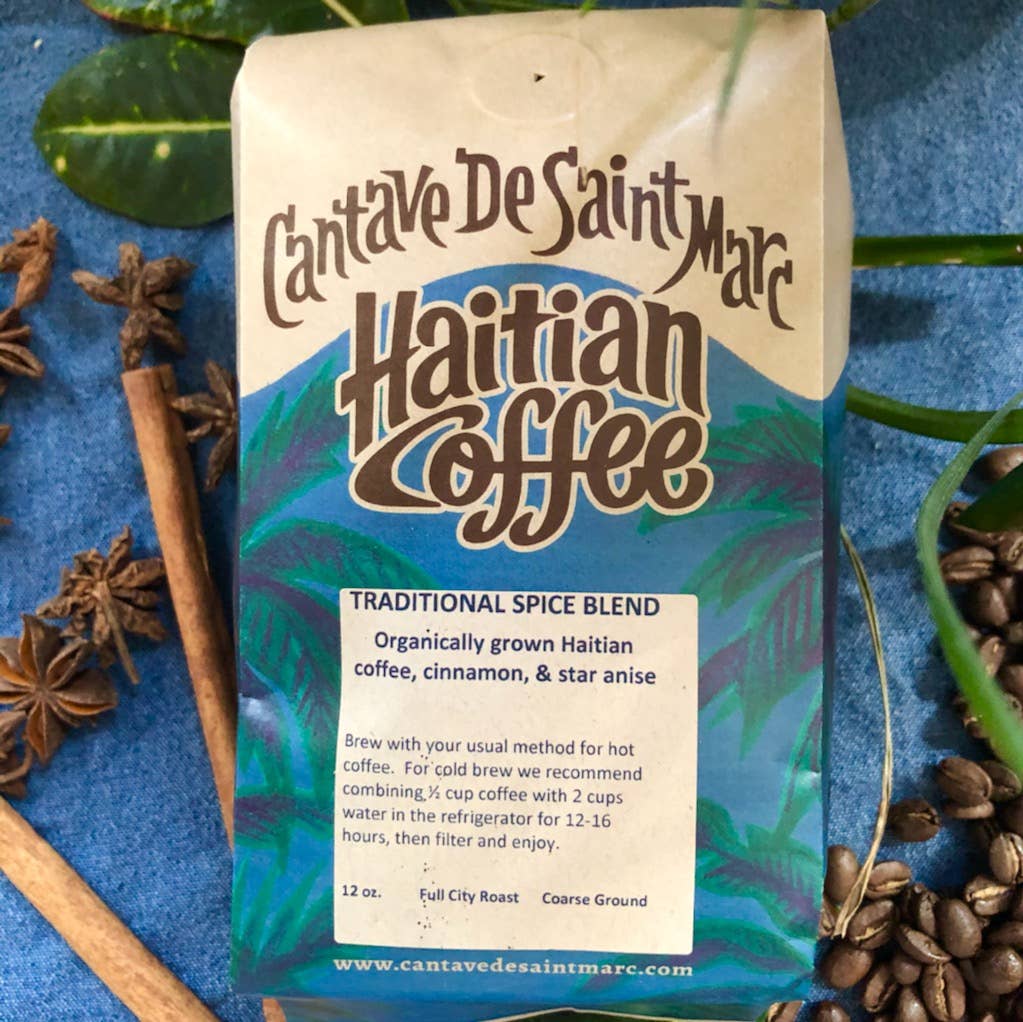 Cantave De Saint Marc
Haitian
Coffee
TRADITIONAL SPICE BLEND
Organically grown Haitian
coffee, cinnamon, & star anise
Brew with your usual method for hot
coffee. For cold brew we recommend
combining ½ cup coffee with 2 cups
water in the refrigerator for 12-16
hours, then filter and enjoy.
12 oz. Full City Roast Coarse Ground
www.cantavedesaintmarc.com